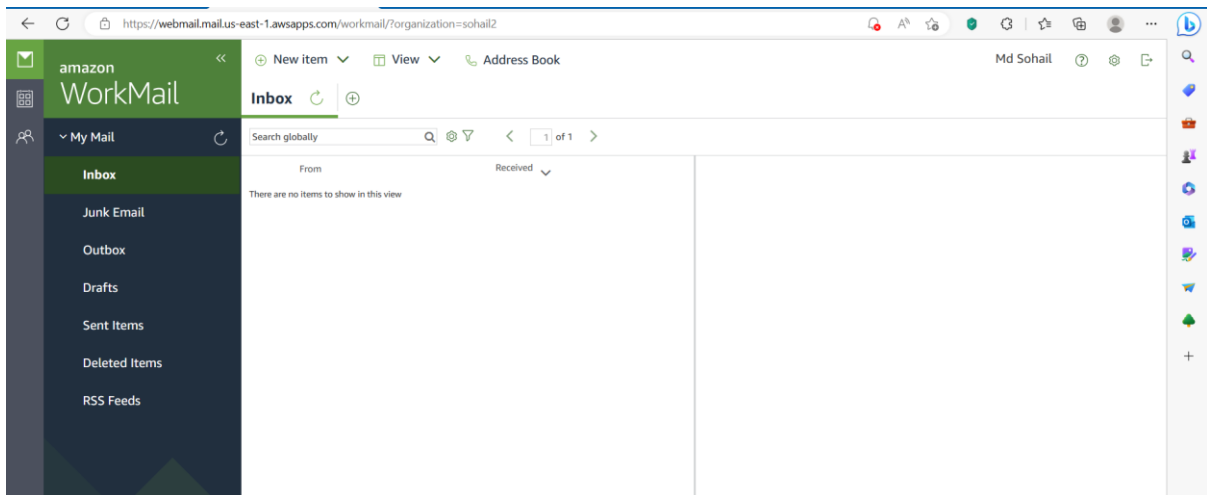 https://webmail.mail.us-east-1.awsapps.com/workmail/?organization=sohail2
amazon
WorkMail
New item View Address Book Md Sohail
Inbox
My Mail
Search globally 1 of 1
From Received
There are no items to show in this view
Inbox
Junk Email
Outbox
Drafts
Sent Items
Deleted Items
RSS Feeds